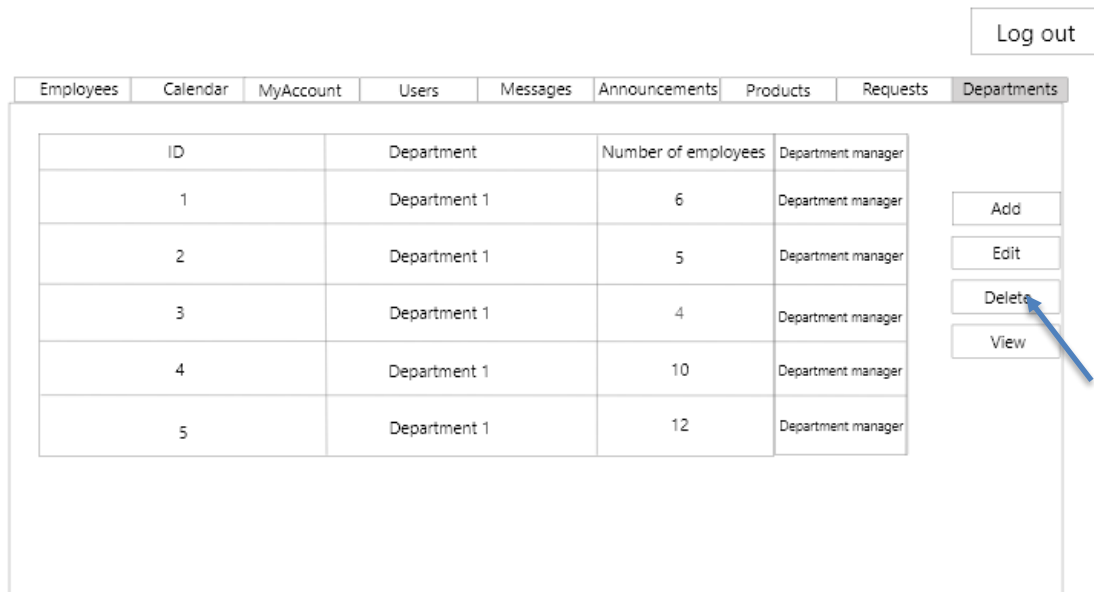 Log out
Employees Calendar MyAccount Users Messages Announcements Products Requests Departments
ID Department Number of employees Department manager
1 Department 1 6 Department manager
Add
2 Department 1 5 Department manager
Edit
Delete
3 Department 1 4 Department manager
View
4 Department 1 10 Department manager
5 Department 1 12 Department manager